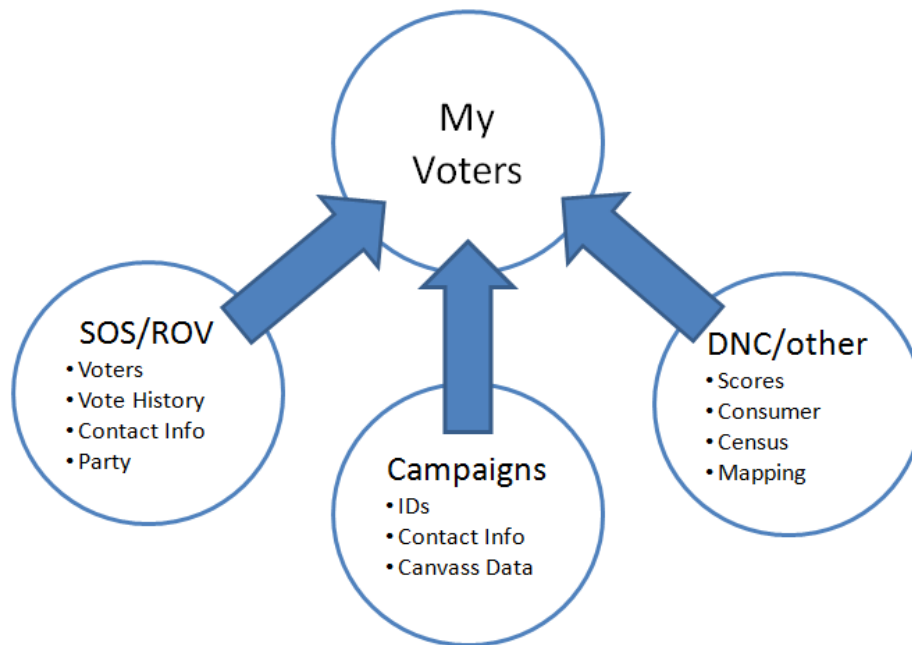 My
Voters
SOS/ROV
• Voters
• Vote History
• Contact Info
• Party
Campaigns
• IDs
• Contact Info
• Canvass Data
DNC/other
• Scores
• Consumer
• Census
• Mapping